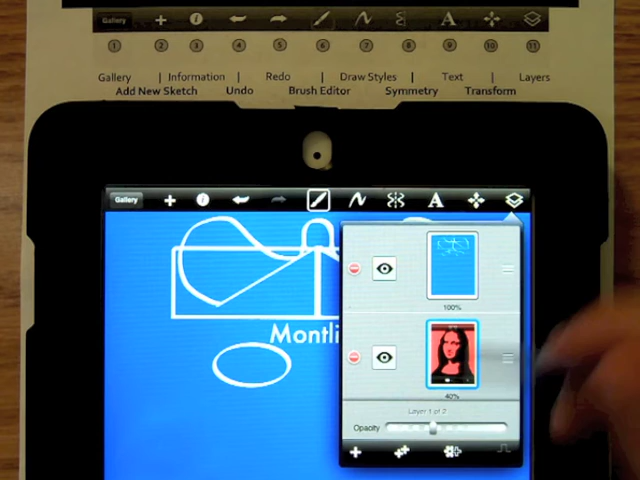 Gallery
A
1 2 3 4 5 6 7 8 9 10 11
Gallery | Information | Redo | Draw Styles | Text | Layers
Add New Sketch Undo Brush Editor Symmetry Transform
Gallery
A
100%
Montli
40%
Layer 1 of 2
Opacity